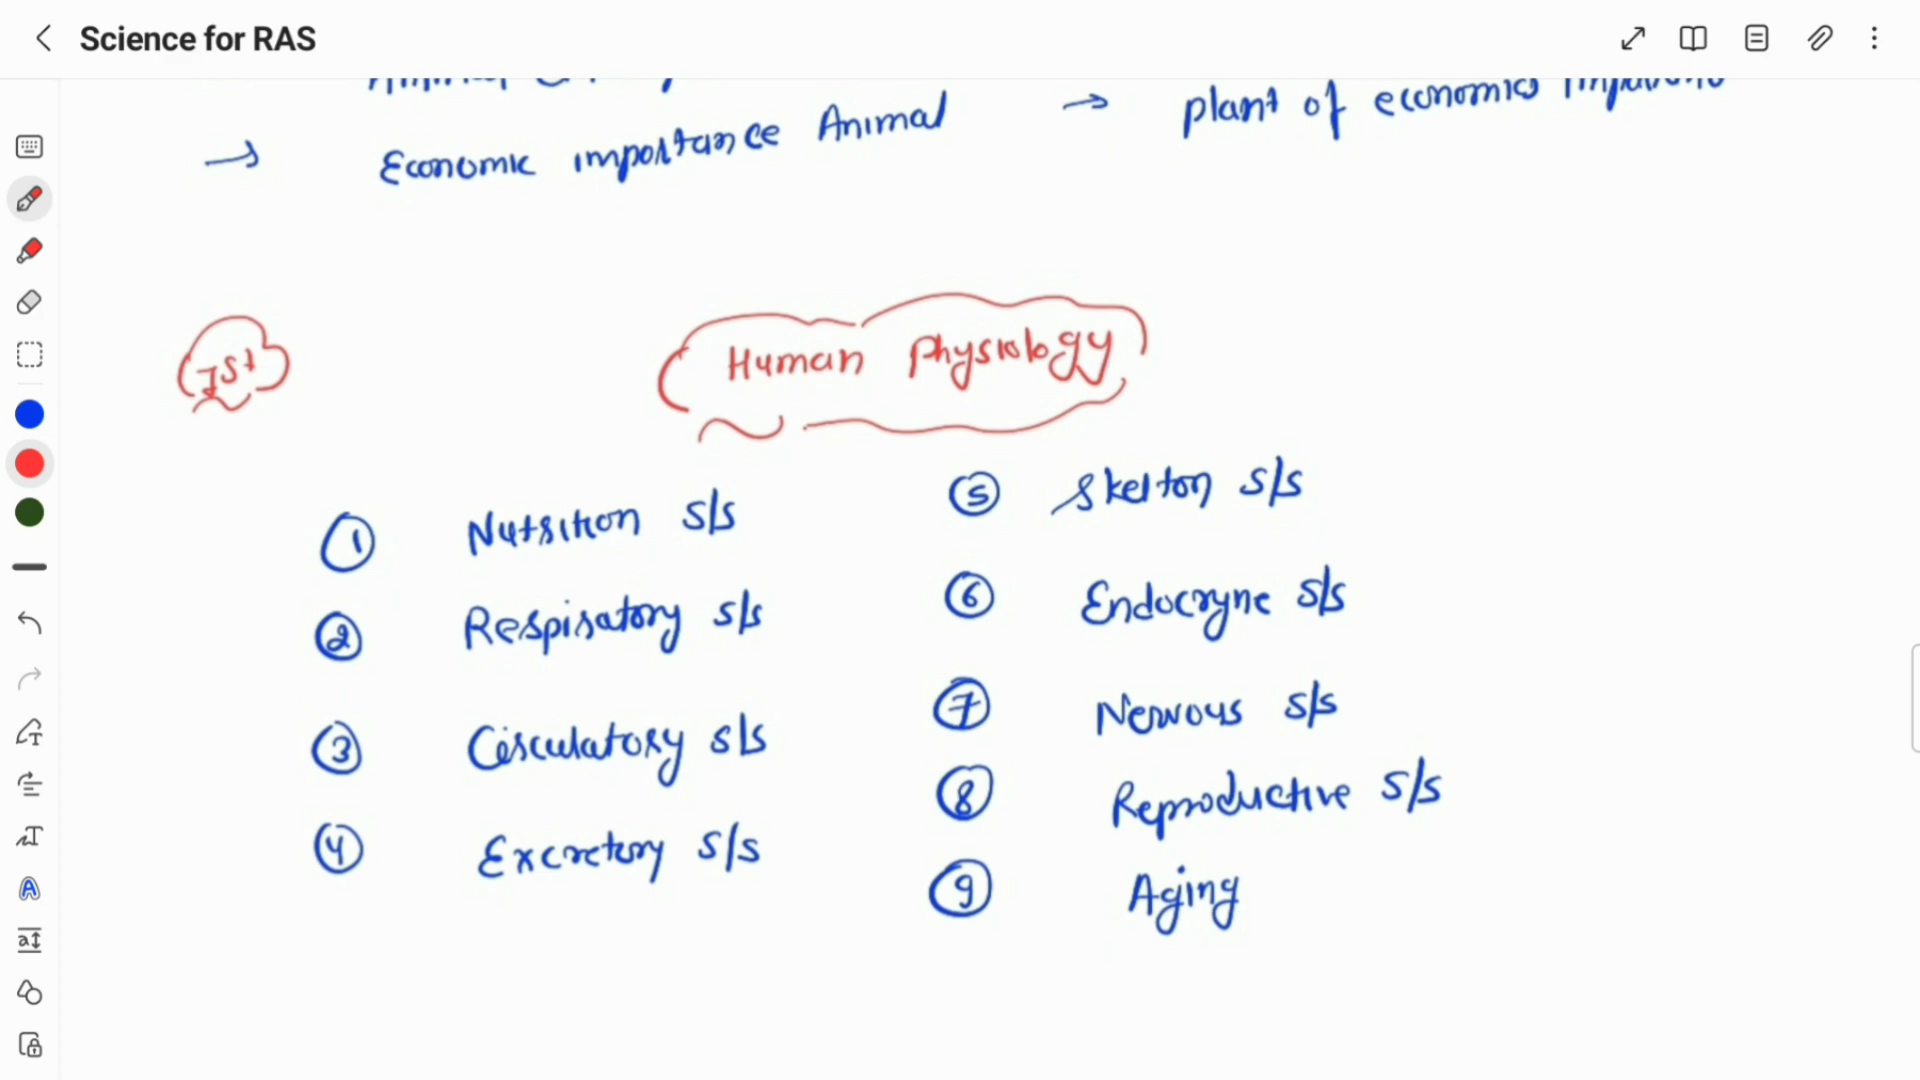 Science for RAS
→ Economic importance Animal → plant of economic
1st Human Physiology
① Nutrition s/s
② Respiratory s/s
③ Circulatory s/s
④ Excretory s/s
⑤ Skelton s/s
⑥ Endocryne s/s
⑦ Nervous s/s
⑧ Reproductive s/s
⑨ Aging